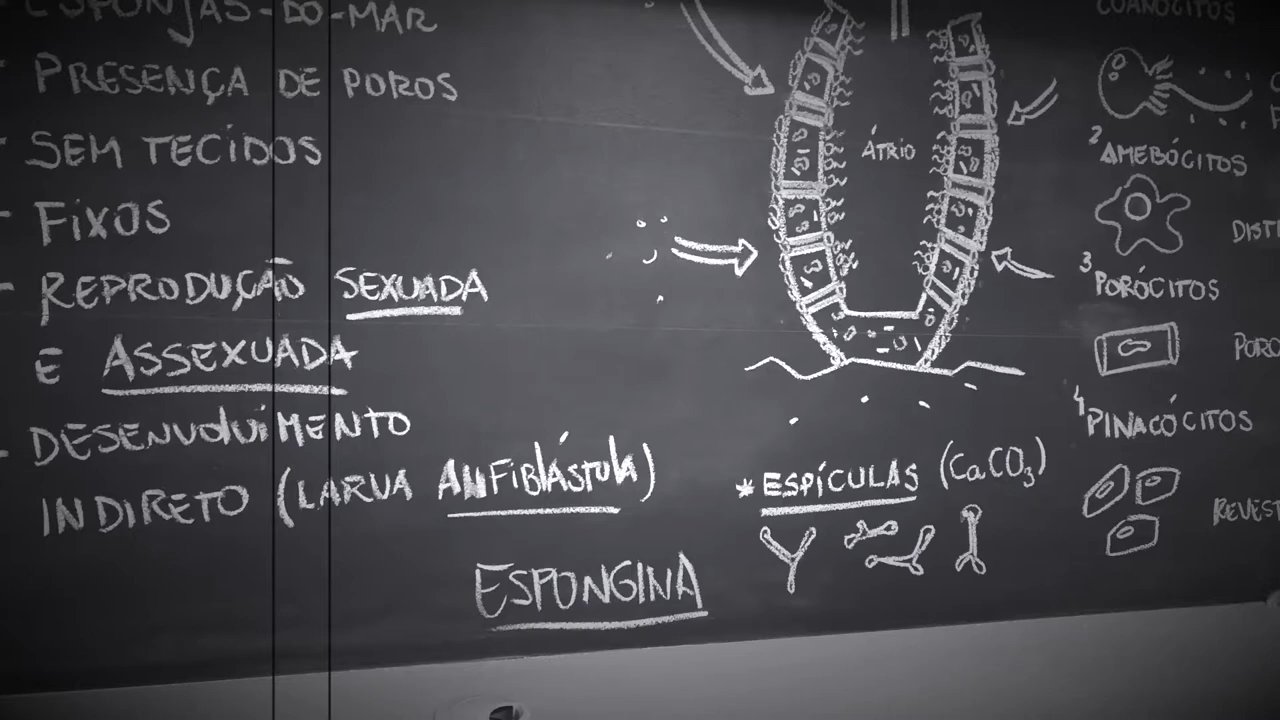 ESPONJAS-DO-MAR
- PRESENÇA DE POROS
- SEM TECIDOS
- FIXOS
- REPRODUÇÃO SEXUADA
E ASSEXUADA
- DESENVOLVIMENTO
INDIRETO (LARVA ANFIBLÁSTULA)
ESPONGINA
ÁTRIO
* ESPÍCULAS (CaCO3)
COANÓCITOS
2 AMEBÓCITOS
3 PORÓCITOS
4 PINACÓCITOS